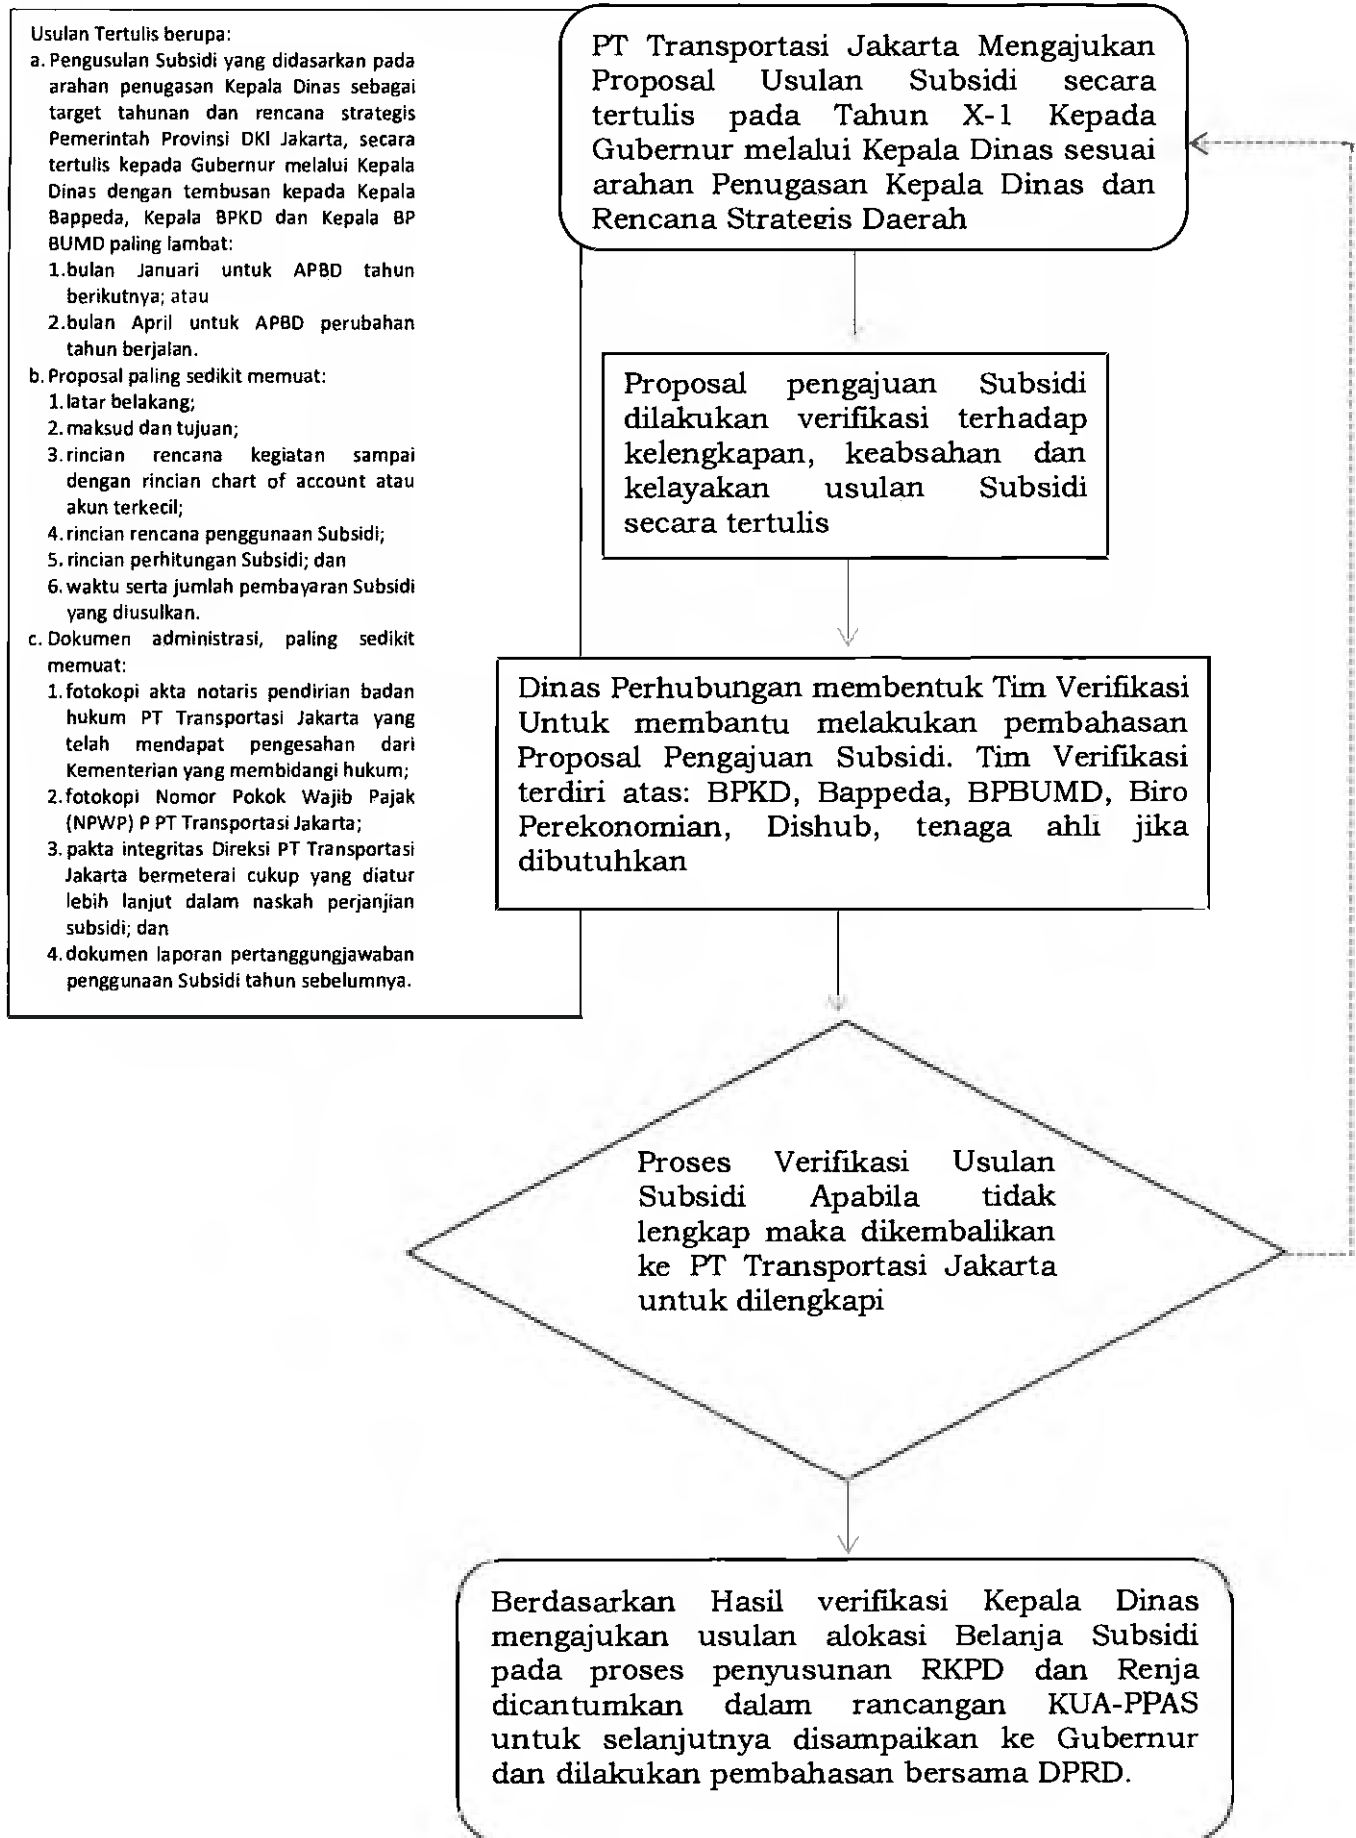 Usulan Tertulis berupa:
a. Pengusulan Subsidi yang didasarkan pada
arahan penugasan Kepala Dinas sebagai
target tahunan dan rencana strategis
Pemerintah Provinsi DKI Jakarta, secara
tertulis kepada Gubernur melalui Kepala
Dinas dengan tembusan kepada Kepala
Bappeda, Kepala BPKD dan Kepala BP
BUMD paling lambat:
1.bulan Januari untuk APBD tahun
berikutnya; atau
2.bulan April untuk APBD perubahan
tahun berjalan.
b. Proposal paling sedikit memuat:
1.latar belakang;
2.maksud dan tujuan;
3.rincian rencana kegiatan sampai
dengan rincian chart of account atau
akun terkecil;
4.rincian rencana penggunaan Subsidi;
5.rincian perhitungan Subsidi; dan
6.waktu serta jumlah pembayaran Subsidi
yang diusulkan.
c. Dokumen administrasi, paling sedikit
memuat:
1.fotokopi akta notaris pendirian badan
hukum PT Transportasi Jakarta yang
telah mendapat pengesahan dari
Kementerian yang membidangi hukum;
2.fotokopi Nomor Pokok Wajib Pajak
(NPWP) P PT Transportasi Jakarta;
3.pakta integritas Direksi PT Transportasi
Jakarta bermeterai cukup yang diatur
lebih lanjut dalam naskah perjanjian
subsidi; dan
4.dokumen laporan pertanggungjawaban
penggunaan Subsidi tahun sebelumnya.
PT Transportasi Jakarta Mengajukan
Proposal Usulan Subsidi secara
tertulis pada Tahun X-1 Kepada
Gubernur melalui Kepala Dinas sesuai
arahan Penugasan Kepala Dinas dan
Rencana Strategis Daerah
Proposal pengajuan Subsidi
dilakukan verifikasi terhadap
kelengkapan, keabsahan dan
kelayakan usulan Subsidi
secara tertulis
Dinas Perhubungan membentuk Tim Verifikasi
Untuk membantu melakukan pembahasan
Proposal Pengajuan Subsidi. Tim Verifikasi
terdiri atas: BPKD, Bappeda, BPBUMD, Biro
Perekonomian, Dishub, tenaga ahli jika
dibutuhkan
Proses Verifikasi Usulan
Subsidi Apabila tidak
lengkap maka dikembalikan
ke PT Transportasi Jakarta
untuk dilengkapi
Berdasarkan Hasil verifikasi Kepala Dinas
mengajukan usulan alokasi Belanja Subsidi
pada proses penyusunan RKPD dan Renja
dicantumkan dalam rancangan KUA-PPAS
untuk selanjutnya disampaikan ke Gubernur
dan dilakukan pembahasan bersama DPRD.